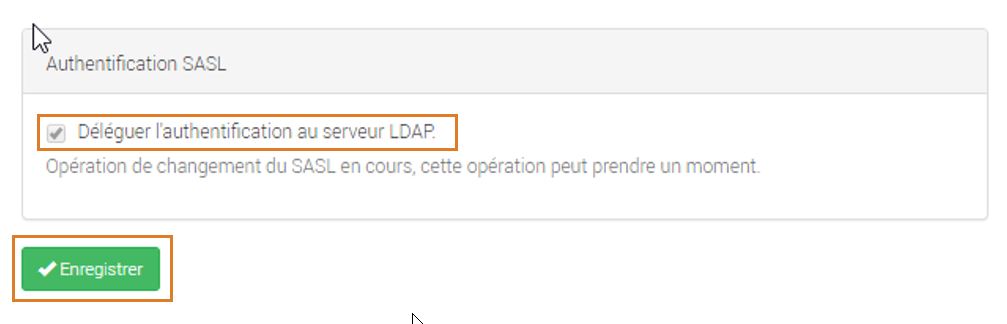 Authentification SASL
Déléguer l'authentification au serveur LDAP.
Opération de changement du SASL en cours, cette opération peut prendre un moment.
Enregistrer